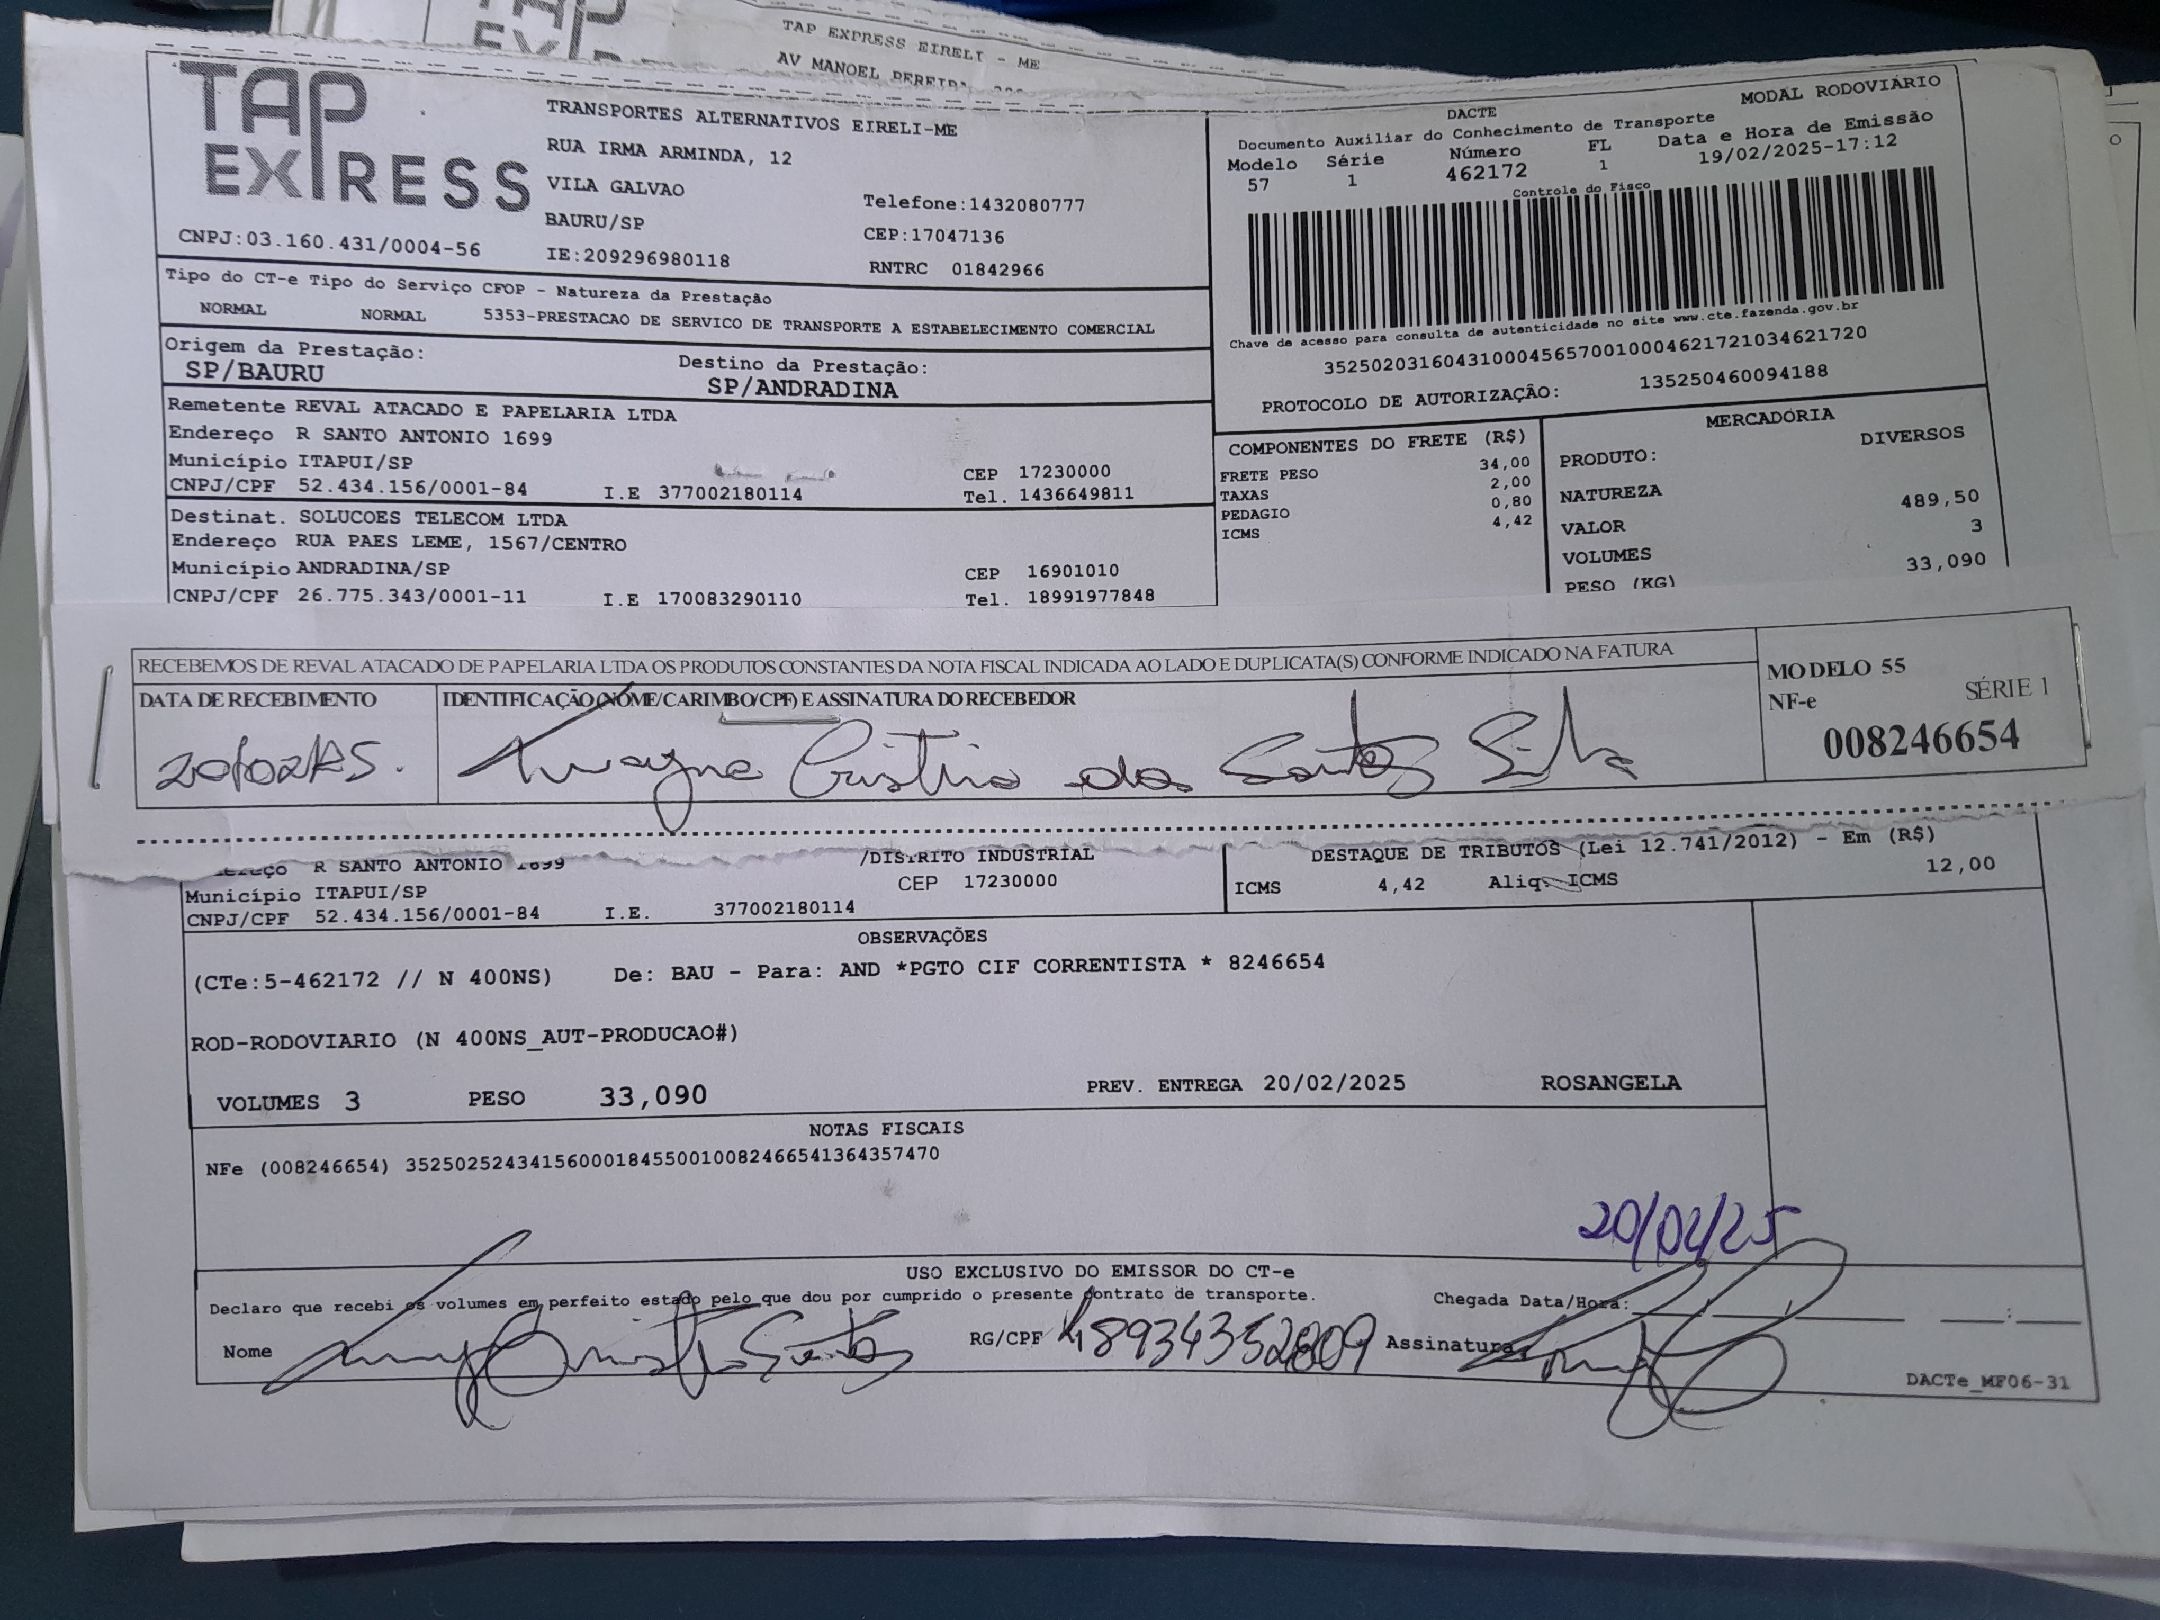 TAP EXPRESS EIRELI - ME
AV MANOEL PEREIRA
TAP EXPRESS
TRANSPORTES ALTERNATIVOS EIRELI-ME
RUA IRMA ARMINDA, 12
VILA GALVAO
BAURU/SP
Telefone:1432080777
CEP:17047136
CNPJ:03.160.431/0004-56
IE:209296980118
RNTRC 01842966
DACTE
MODAL RODOVIÁRIO
Documento Auxiliar do Conhecimento de Transporte
Modelo Série Número FL Data e Hora de Emissão
57 1 462172 1 19/02/2025-17:12
Controle do Fisco
Chave de acesso para consulta de autenticidade no site www.cte.fazenda.gov.br
35250203160431000456570010004621721034621720
PROTOCOLO DE AUTORIZAÇÃO: 135250460094188
Tipo do CT-e Tipo do Serviço CFOP - Natureza da Prestação
NORMAL NORMAL 5353-PRESTACAO DE SERVICO DE TRANSPORTE A ESTABELECIMENTO COMERCIAL
Origem da Prestação: Destino da Prestação:
SP/BAURU SP/ANDRADINA
Remetente REVAL ATACADO E PAPELARIA LTDA
Endereço R SANTO ANTONIO 1699
Município ITAPUI/SP CEP 17230000
CNPJ/CPF 52.434.156/0001-84 I.E 377002180114 Tel. 1436649811
Destinat. SOLUCOES TELECOM LTDA
Endereço RUA PAES LEME, 1567/CENTRO
Município ANDRADINA/SP CEP 16901010
CNPJ/CPF 26.775.343/0001-11 I.E 170083290110 Tel. 18991977848
COMPONENTES DO FRETE (R$)
FRETE PESO 34,00
TAXAS 2,00
PEDAGIO 0,80
ICMS 4,42
MERCADORIA
PRODUTO: DIVERSOS
NATUREZA
VALOR 489,50
VOLUMES 3
PESO (KG) 33,090
RECEBEMOS DE REVAL ATACADO DE PAPELARIA LTDA OS PRODUTOS CONSTANTES DA NOTA FISCAL INDICADA AO LADO E DUPLICATA(S) CONFORME INDICADO NA FATURA
DATA DE RECEBIMENTO
IDENTIFICAÇÃO (NOME/CARIMBO/CPF) E ASSINATURA DO RECEBEDOR
MODELO 55
NF-e SÉRIE 1
008246654
20/02/25.
Cristina dos Santos Silva
R SANTO ANTONIO 1699 /DISTRITO INDUSTRIAL
Município ITAPUI/SP CEP 17230000
CNPJ/CPF 52.434.156/0001-84 I.E. 377002180114
DESTAQUE DE TRIBUTOS (Lei 12.741/2012) - Em (R$)
ICMS 4,42 Aliq. ICMS 12,00
OBSERVAÇÕES
(CTe:5-462172 // N 400NS) De: BAU - Para: AND *PGTO CIF CORRENTISTA * 8246654
ROD-RODOVIARIO (N 400NS_AUT-PRODUCAO#)
VOLUMES 3 PESO 33,090 PREV. ENTREGA 20/02/2025 ROSANGELA
NOTAS FISCAIS
NFe (008246654) 35250252434156000184550010082466541364357470
20/02/25
USO EXCLUSIVO DO EMISSOR DO CT-e
Declaro que recebi os volumes em perfeito estado pelo que dou por cumprido o presente contrato de transporte.
Chegada Data/Hora: :
Nome RG/CPF 48934352809 Assinatura
DACTe_MF06-31